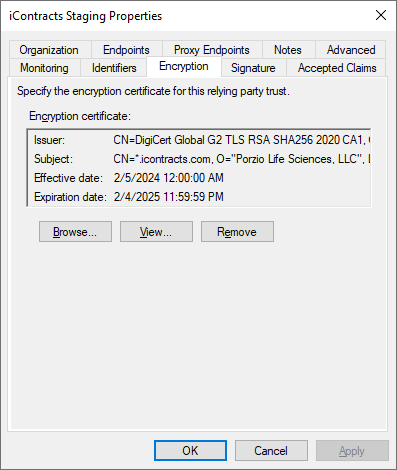 iContracts Staging Properties
Organization Endpoints Proxy Endpoints Notes Advanced
Monitoring Identifiers Encryption Signature Accepted Claims
Specify the encryption certificate for this relying party trust.
Encryption certificate:
Issuer: CN=DigiCert Global G2 TLS RSA SHA256 2020 CA1,
Subject: CN=*.icontracts.com, O="Porzio Life Sciences, LLC",
Effective date: 2/5/2024 12:00:00 AM
Expiration date: 2/4/2025 11:59:59 PM
Browse... View... Remove
OK Cancel Apply